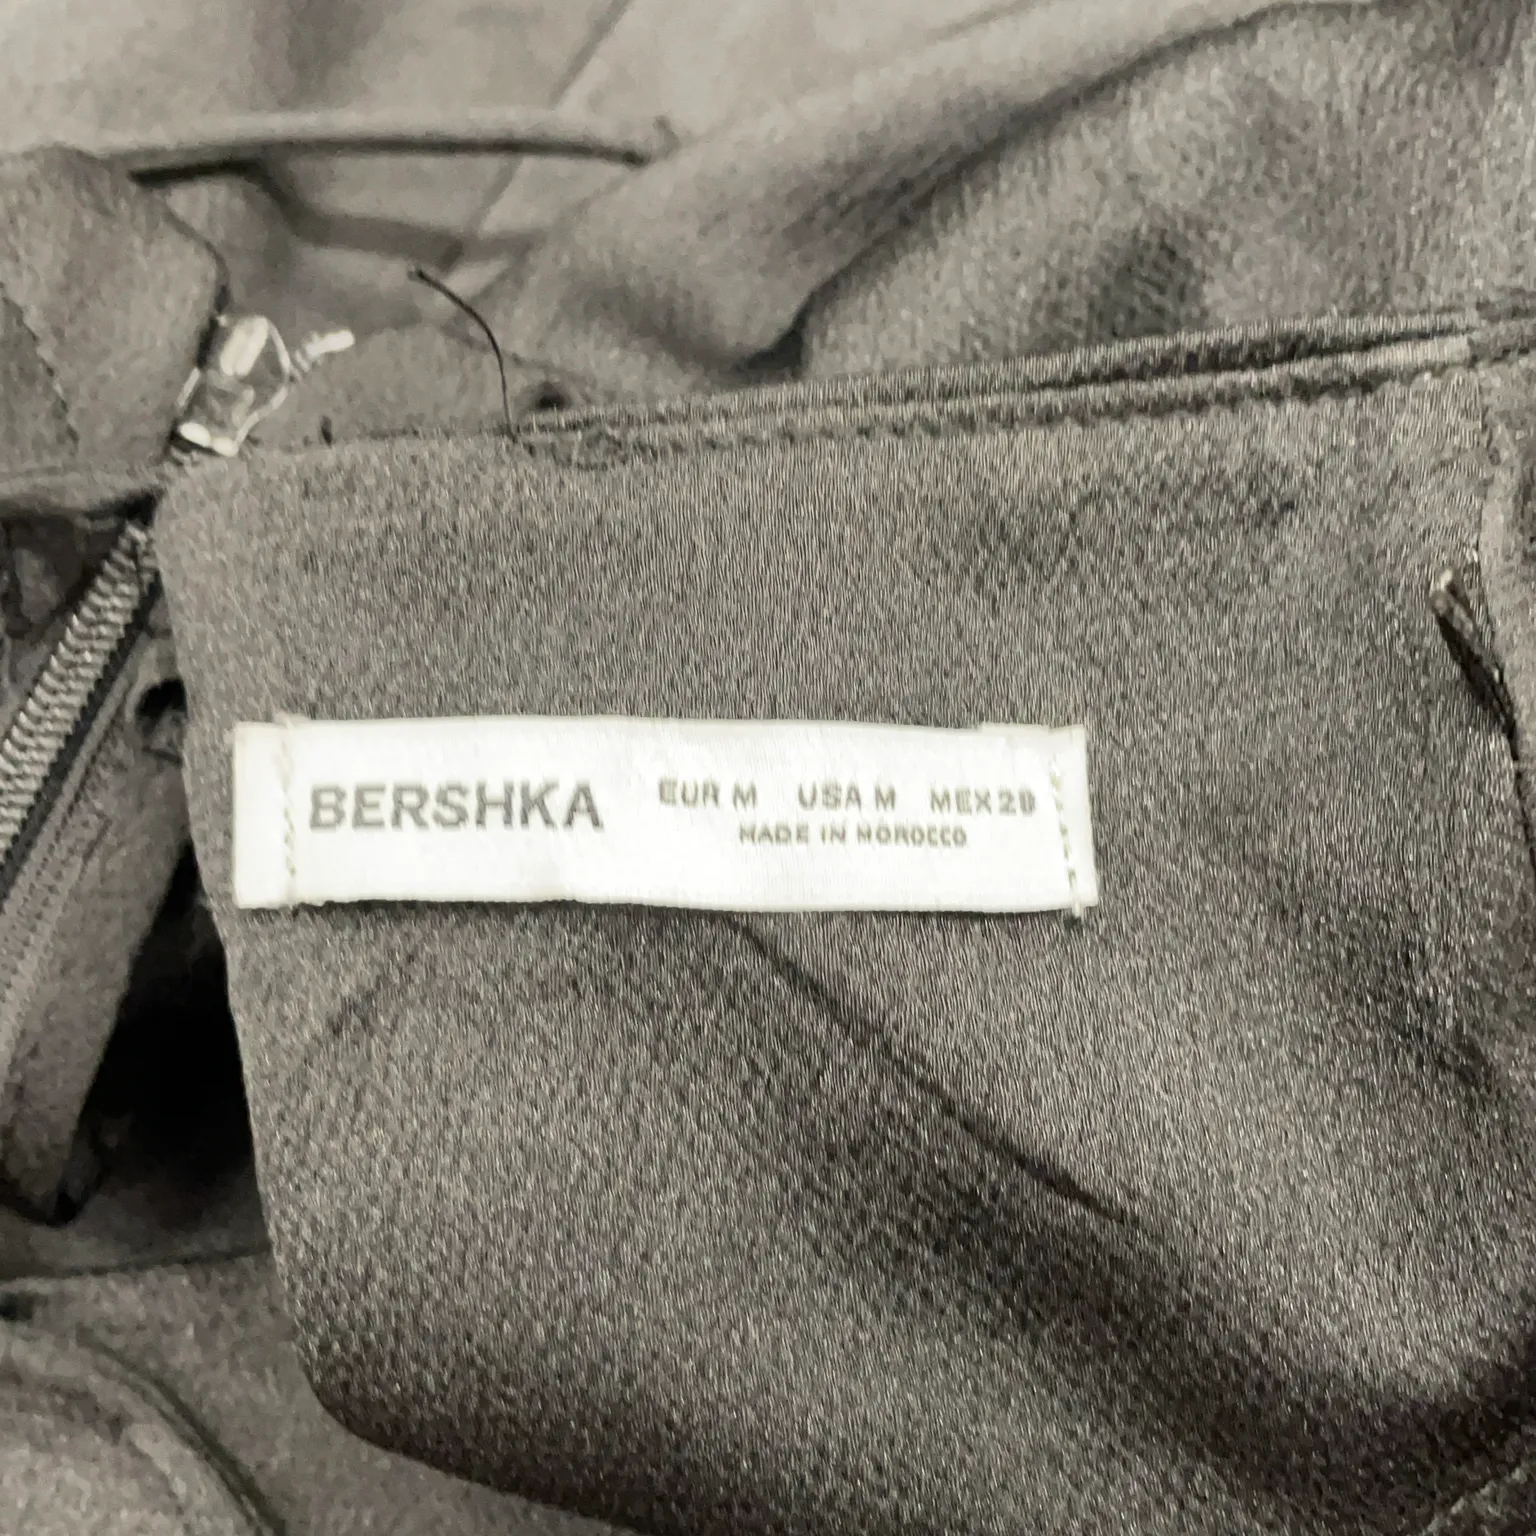 BERSHKA
EUR M USA M MEX 28
MADE IN MOROCCO